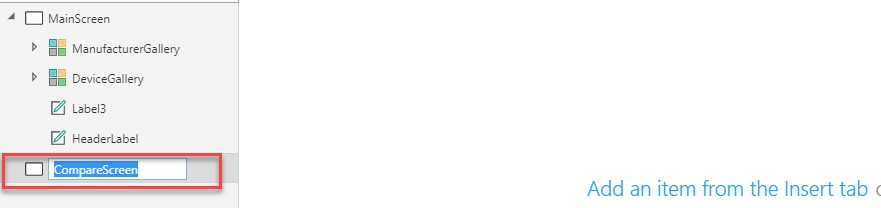 MainScreen
ManufacturerGallery
DeviceGallery
Label3
HeaderLabel
CompareScreen
Add an item from the Insert tab